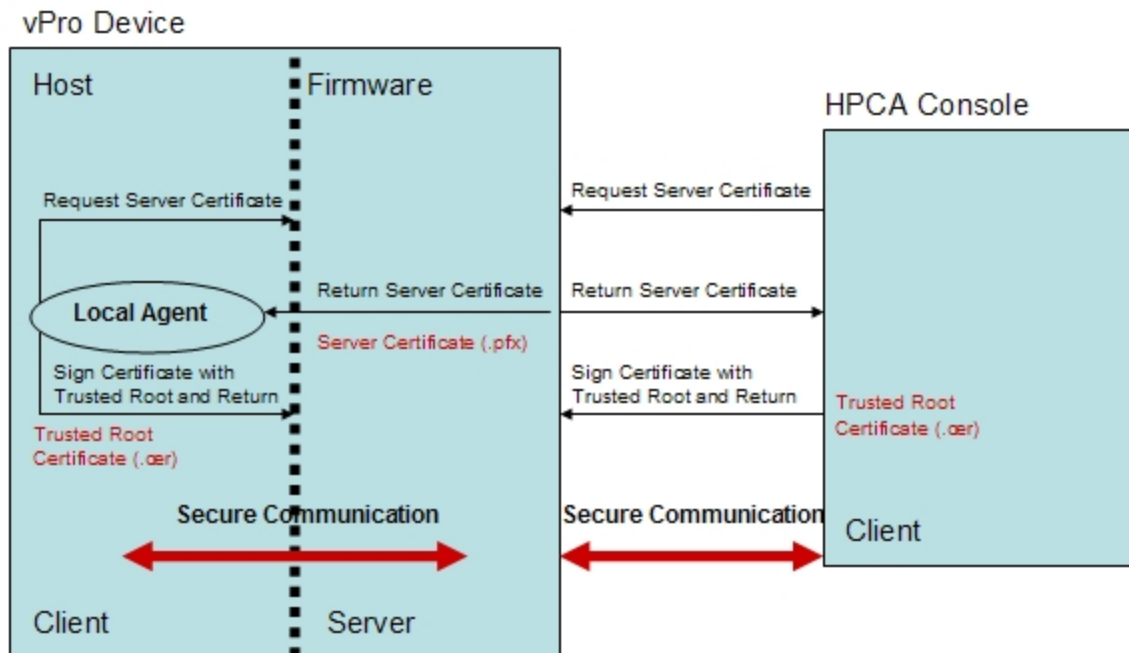 vPro Device
Host
Firmware
HPCA Console
Request Server Certificate
Request Server Certificate
Local Agent
Return Server Certificate
Return Server Certificate
Server Certificate (.pfx)
Sign Certificate with
Trusted Root and Return
Sign Certificate with
Trusted Root and Return
Trusted Root
Certificate (.cer)
Trusted Root
Certificate (.cer)
Secure Communication
Secure Communication
Client
Client
Server